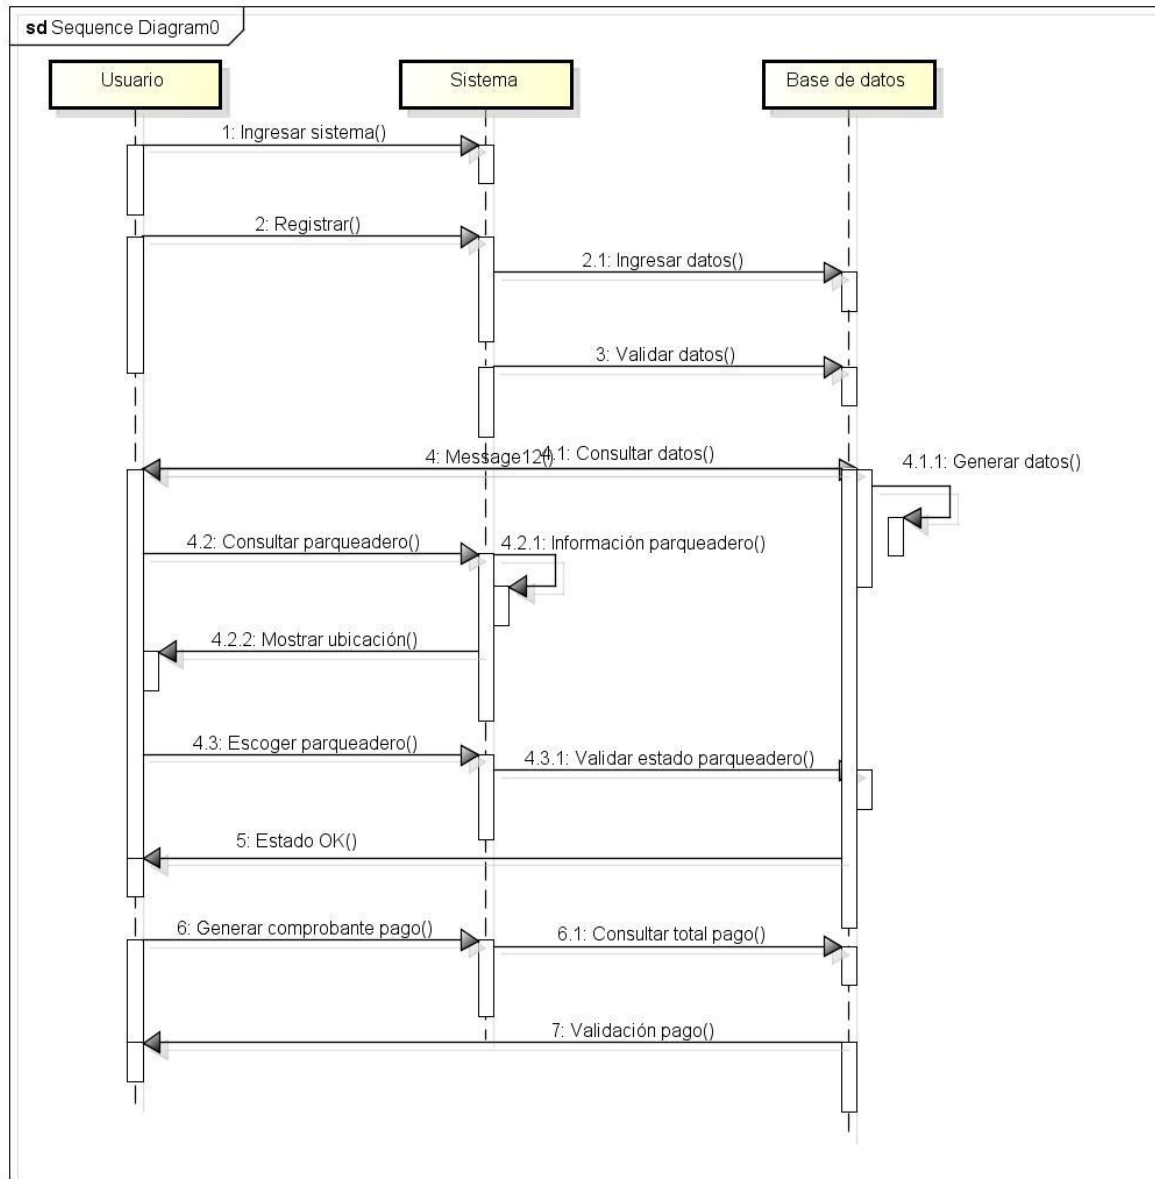 sd Sequence Diagram0
Usuario
Sistema
Base de datos
1: Ingresar sistema()
2: Registrar()
2.1: Ingresar datos()
3: Validar datos()
4: Message12()
4.1: Consultar datos()
4.1.1: Generar datos()
4.2: Consultar parqueadero()
4.2.1: Información parqueadero()
4.2.2: Mostrar ubicación()
4.3: Escoger parqueadero()
4.3.1: Validar estado parqueadero()
5: Estado OK()
6: Generar comprobante pago()
6.1: Consultar total pago()
7: Validación pago()